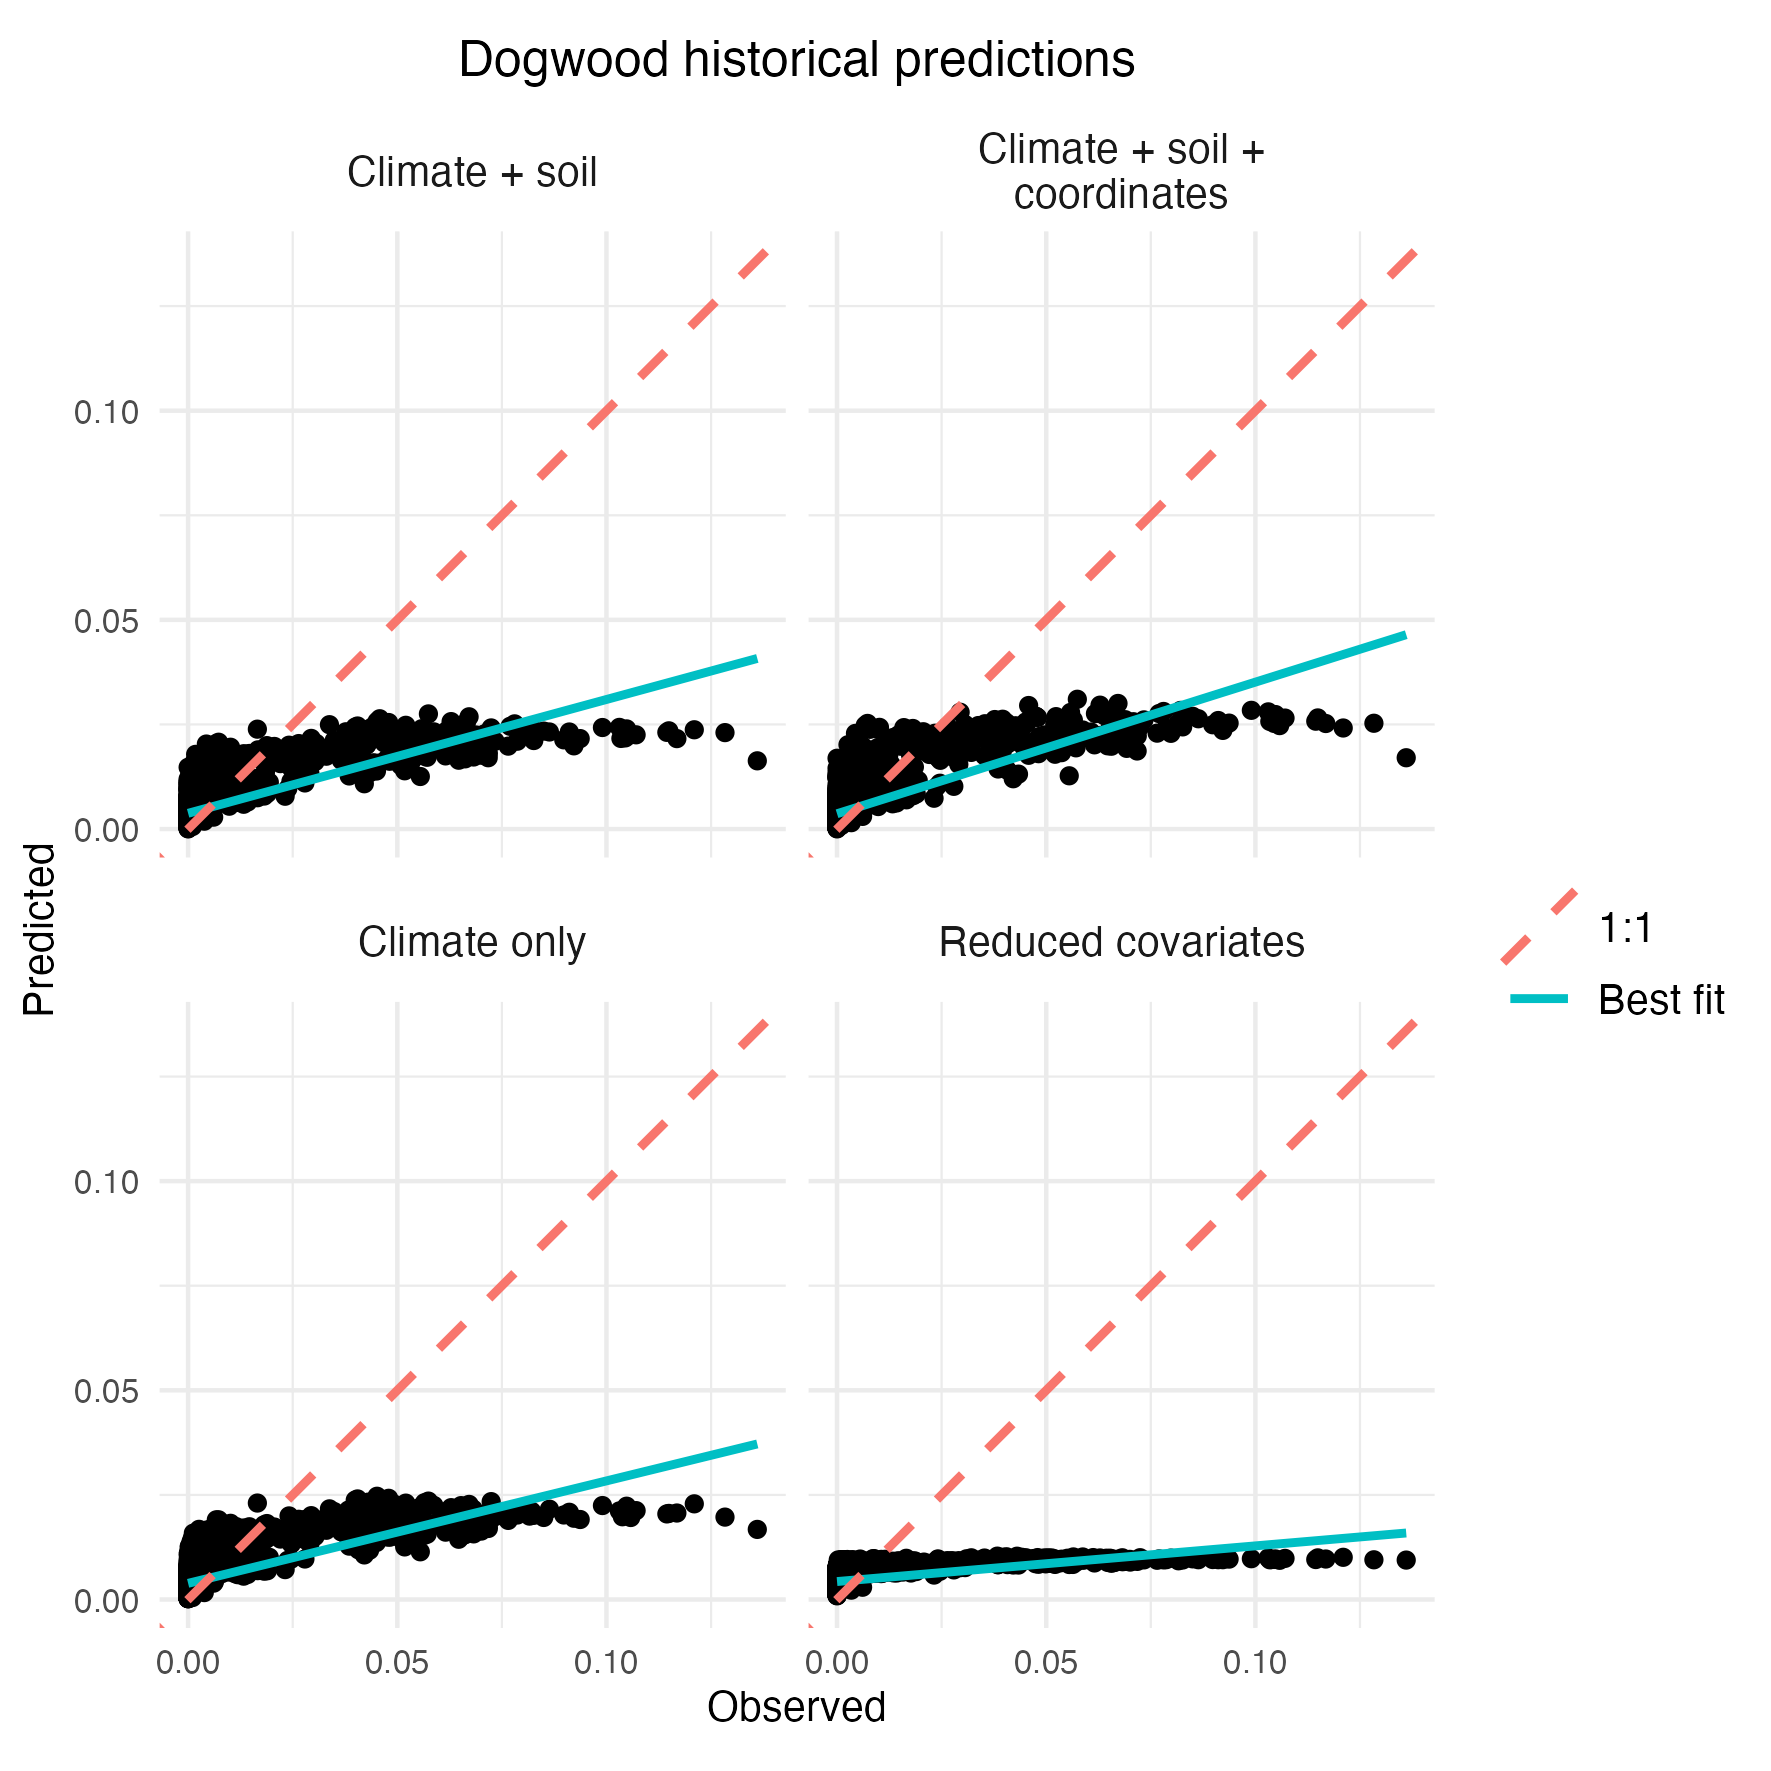 Dogwood historical predictions
Climate + soil
Climate + soil +
coordinates
0.10
0.05
0.00
Predicted
1:1
Best fit
Climate only
Reduced covariates
0.10
0.05
0.00
0.00 0.05 0.10
0.00 0.05 0.10
Observed